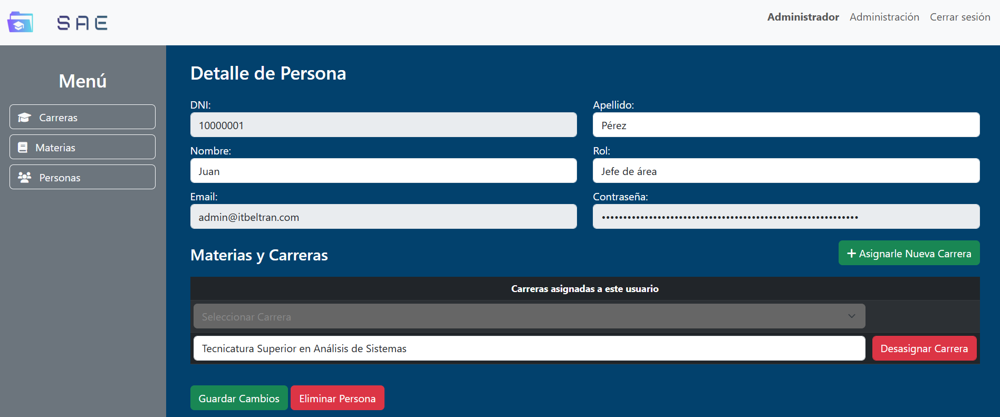 SAE
Administrador Administración Cerrar sesión
Menú
Carreras
Materias
Personas
Detalle de Persona
DNI:
10000001
Apellido:
Pérez
Nombre:
Juan
Rol:
Jefe de área
Email:
admin@itbeltran.com
Contraseña:
••••••••••••••••••••••••••••••••••••••••••••••••••••••••••••
Materias y Carreras
+ Asignarle Nueva Carrera
Carreras asignadas a este usuario
Seleccionar Carrera
Tecnicatura Superior en Análisis de Sistemas
Desasignar Carrera
Guardar Cambios Eliminar Persona